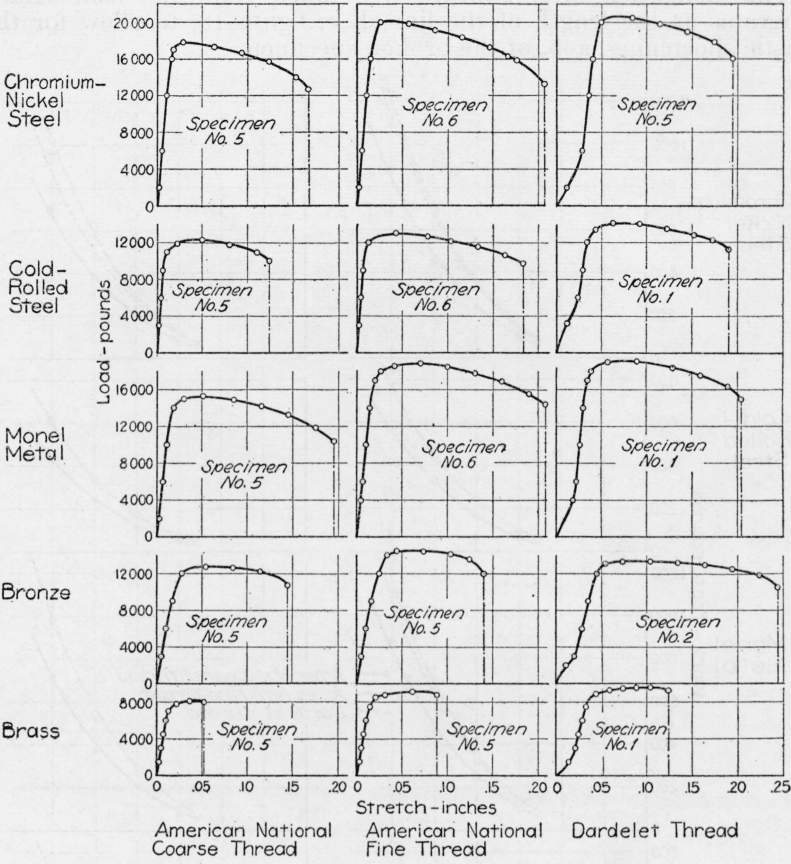 20000
16000
12000
8000
4000
0
Chromium-
Nickel
Steel
Specimen
No. 5
Specimen
No. 6
Specimen
No. 5
12000
8000
4000
0
Cold-
Rolled
Steel
Specimen
No. 5
Specimen
No. 6
Specimen
No. 1
Load - pounds
16000
12000
8000
4000
0
Monel
Metal
Specimen
No. 5
Specimen
No. 6
Specimen
No. 1
12000
8000
4000
0
Bronze
Specimen
No. 5
Specimen
No. 5
Specimen
No. 2
8000
4000
0
Brass
Specimen
No. 5
Specimen
No. 5
Specimen
No. 1
0 .05 .10 .15 .20 0 .05 .10 .15 .20 0 .05 .10 .15 .20 .25
Stretch - inches
American National
Coarse Thread
American National
Fine Thread
Dardelet Thread